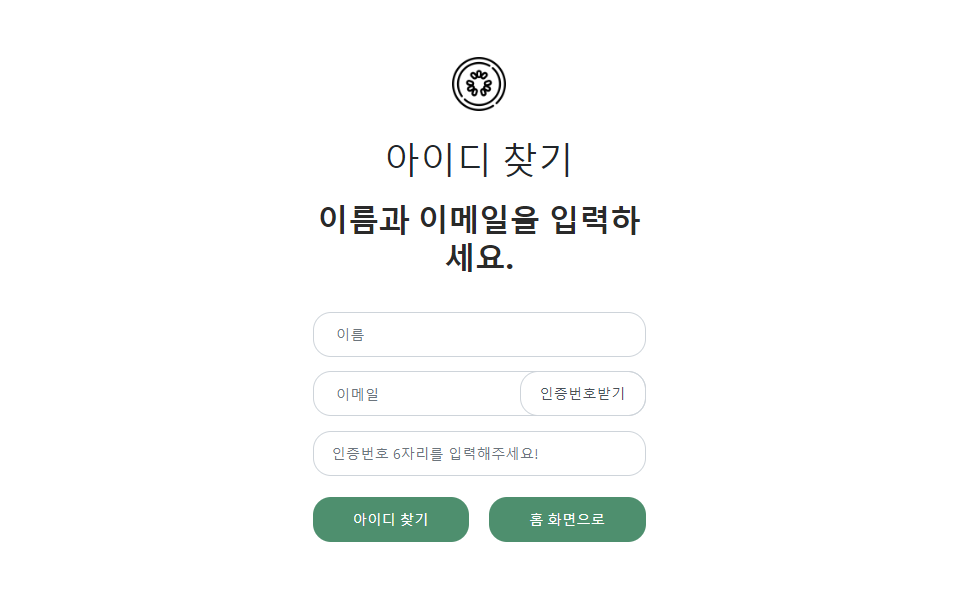 아이디 찾기
이름과 이메일을 입력하
세요.
이름
이메일
인증번호받기
인증번호 6자리를 입력해주세요!
아이디 찾기
홈 화면으로